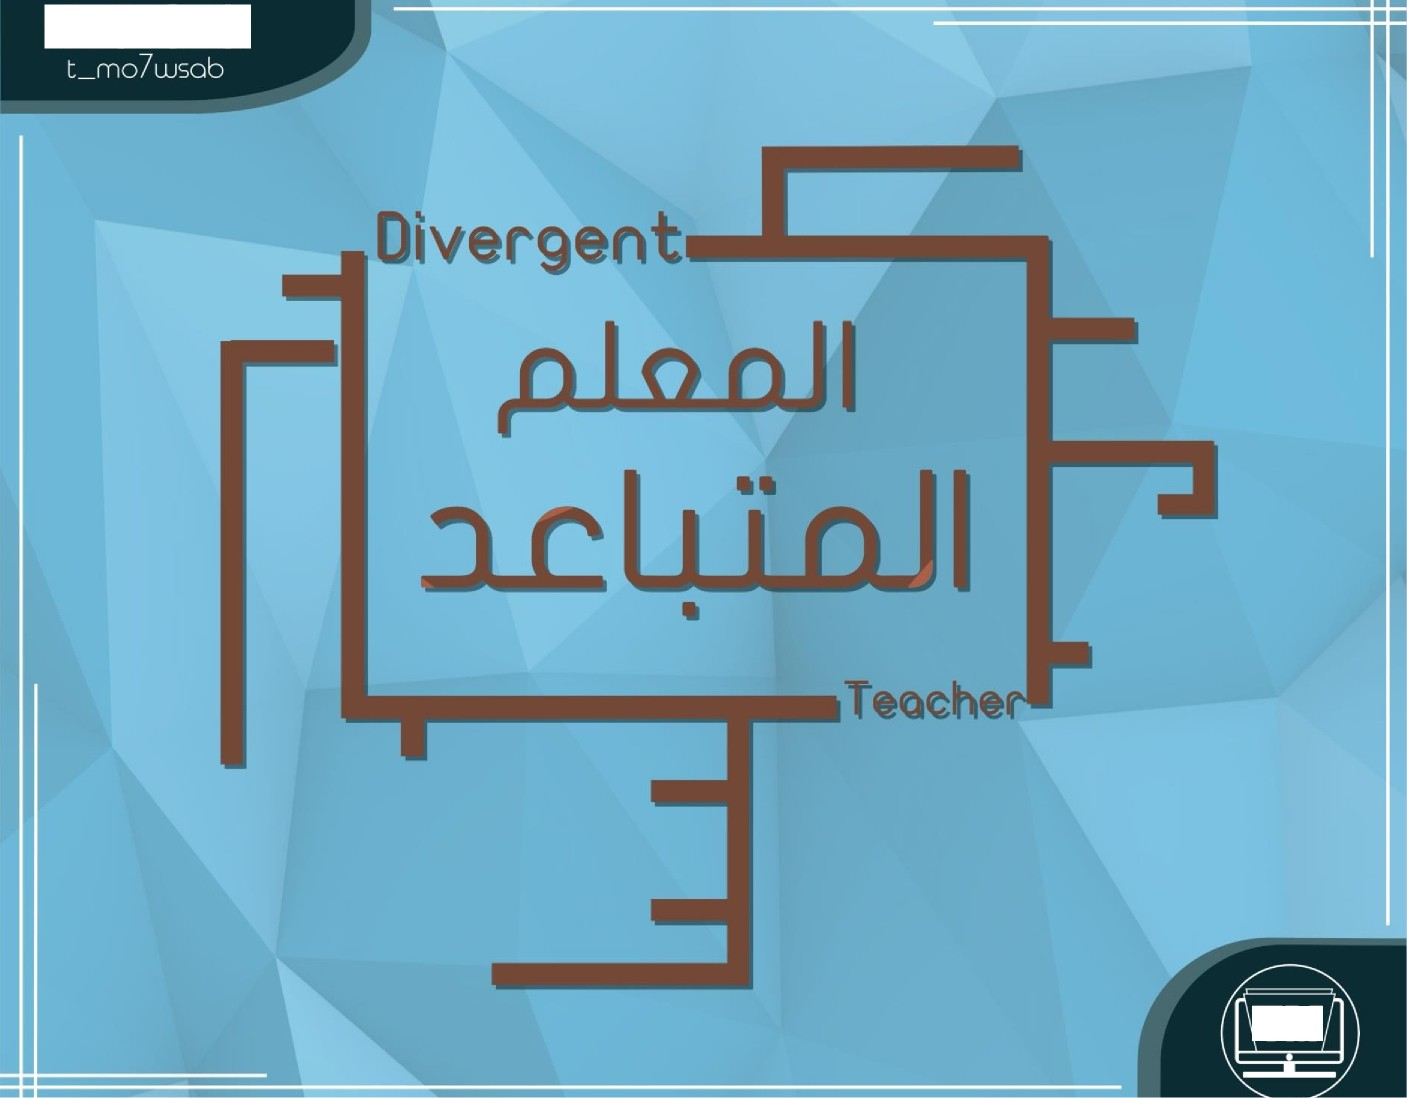 t_mo7wsab
Divergent
المعلم
المتباعد
Teacher